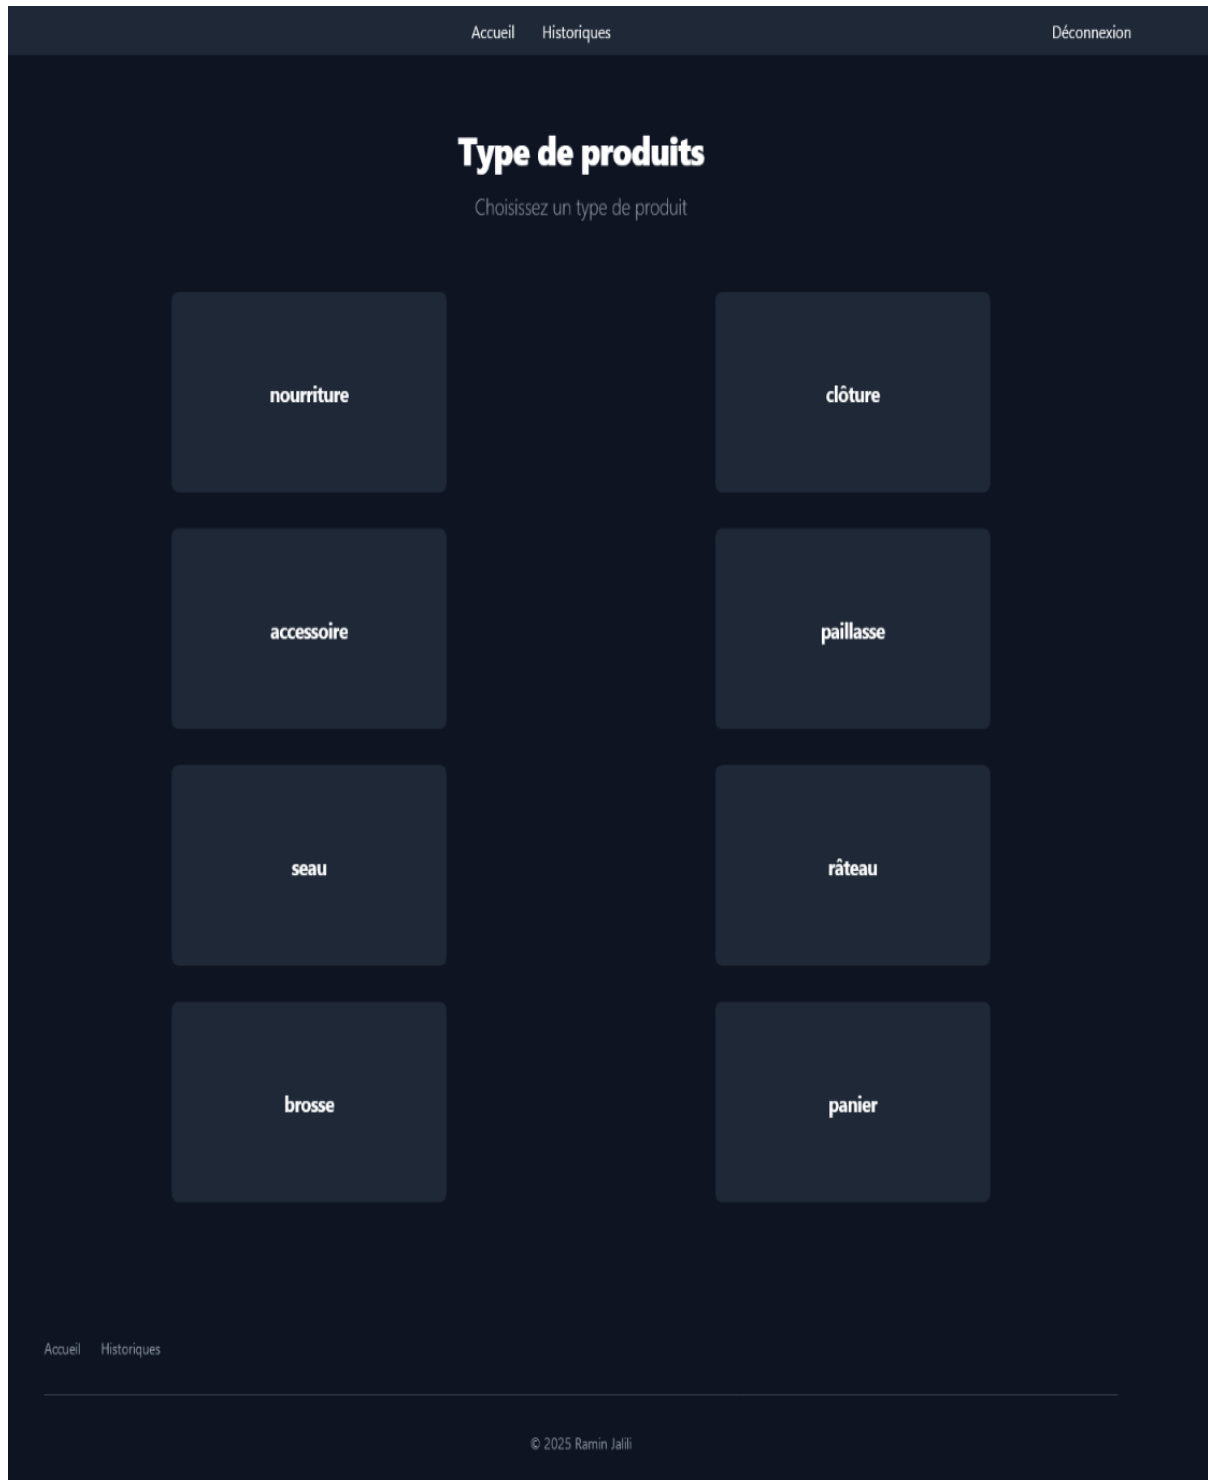 Accueil Historiques Déconnexion
Type de produits
Choisissez un type de produit
nourriture clôture
accessoire paillasse
seau râteau
brosse panier
Accueil Historiques
© 2025 Ramin Jalili